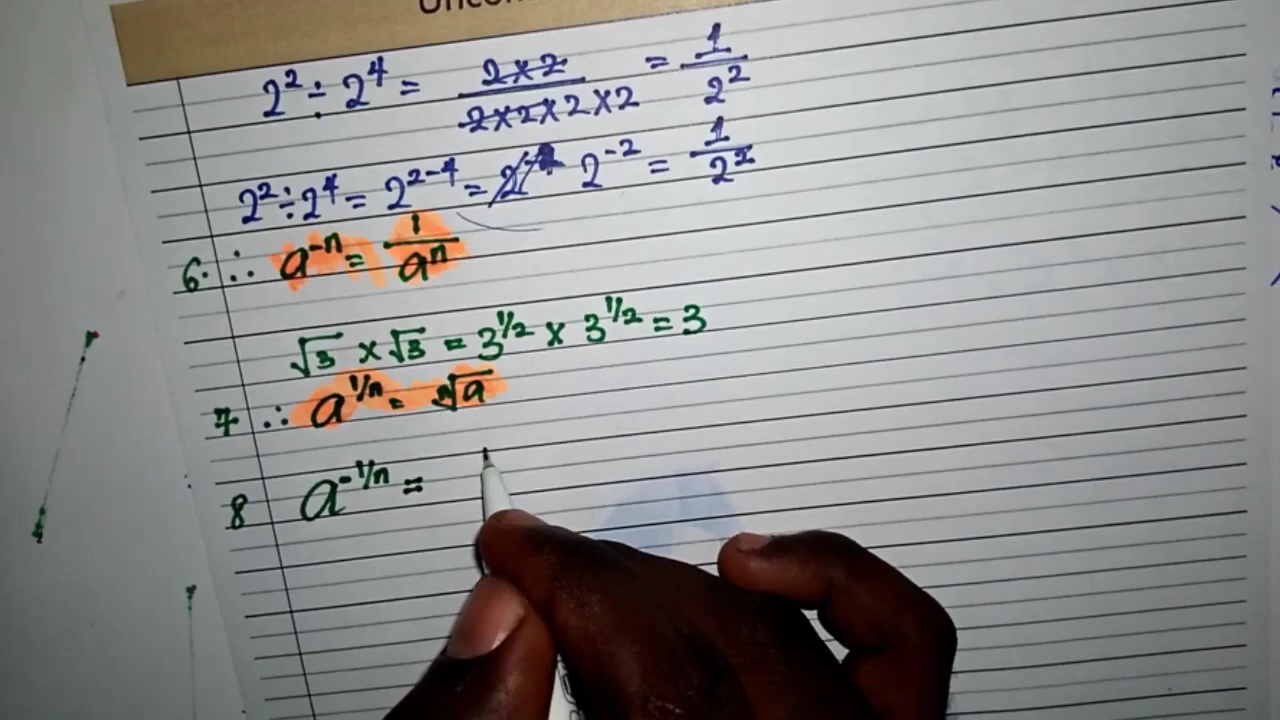 2² ÷ 2⁴ = 2×2 / 2×2×2×2 = 1/2²
2² ÷ 2⁴ = 2²⁻⁴ = 2⁻² = 1/2²
6. ∴ a⁻ⁿ = 1/aⁿ
√3 × √3 = 3^1/2 × 3^1/2 = 3
7. ∴ a^1/n = ⁿ√a
8 a^-1/n =